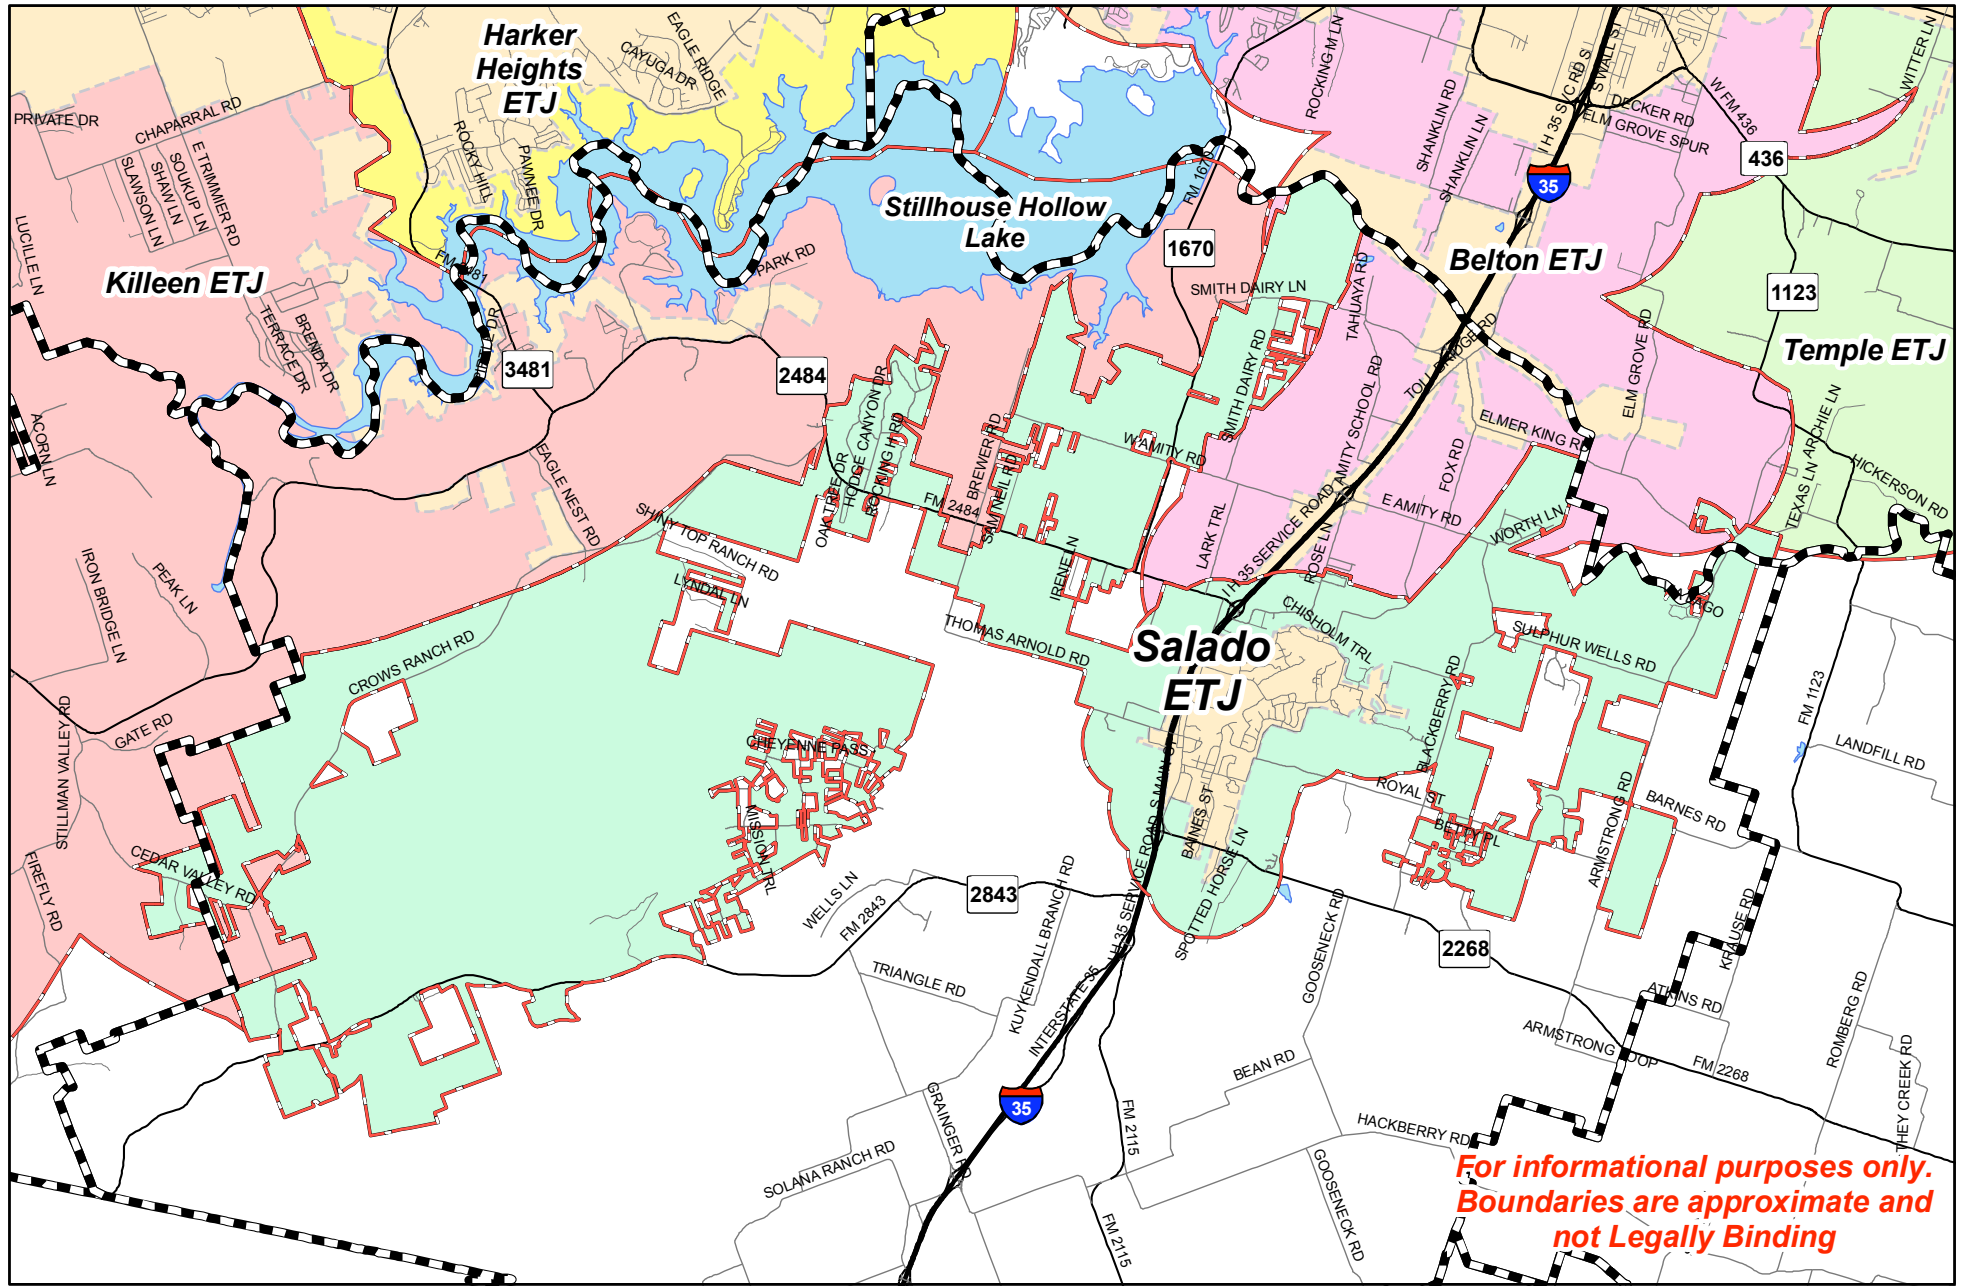 Harker
Heights
ETJ
EAGLE RIDGE
CAYUGA DR
ROCKING M LN
I H 35 SVC RD S
S WALL ST
W FM 436
WITTER LN
PRIVATE DR
CHAPARRAL RD
E TRIMMIER RD
SOUKUP LN
SHAW LN
SLAWSON LN
ROCKY HILL
PAWNEE DR
SHANKLIN RD
SHANKLIN LN
DECKER RD
ELM GROVE SPUR
436
35
FM 1670
Stillhouse Hollow
Lake
LUCILLE LN
Killeen ETJ
1670
Belton ETJ
PARK RD
SMITH DAIRY LN
TAHUAYA RD
1123
TERRACE DR
BRENDA DR
3481
2484
Temple ETJ
TOLL BRIDGE RD
ELM GROVE RD
SMITH DAIRY RD
HODGE CANYON DR
ROCKING H RD
OAK TREE DR
BREWER RD
SAM NEIL RD
W AMITY RD
AMITY SCHOOL RD
ELMER KING RD
FOX RD
ARCHIE LN
TEXAS LN
HICKERSON RD
ACORN LN
EAGLE NEST RD
FM 2484
SHINY TOP RANCH RD
LARK TRL
I H 35 SERVICE ROAD
E AMITY RD
ROSE LN
WORTH LN
IRON BRIDGE LN
PEAK LN
LYNDAL LN
IRENE LN
THOMAS ARNOLD RD
CHISHOLM TRL
SULPHUR WELLS RD
CROWS RANCH RD
Salado
ETJ
BLACKBERRY RD
FM 1123
STILLMAN VALLEY RD
GATE RD
CHEYENNE PASS
LANDFILL RD
ROYAL ST
BARNES RD
MISSION TRL
S MAIN ST
BAINES ST
BETTY PL
ARMSTRONG RD
CEDAR VALLEY RD
FIREFLY RD
WELLS LN
FM 2843
2843
I H 35 SERVICE ROAD
SPOTTED HORSE LN
KUYKENDALL BRANCH RD
GOOSENECK RD
2268
KRAUSE RD
TRIANGLE RD
INTERSTATE 35
ATKINS RD
ROMBERG RD
ARMSTRONG LOOP
FM 2268
BEAN RD
35
GRAINGER RD
FM 2115
HACKBERRY RD
SOLANA RANCH RD
GOOSENECK RD
FM 2115
For informational purposes only.
Boundaries are approximate and
not Legally Binding